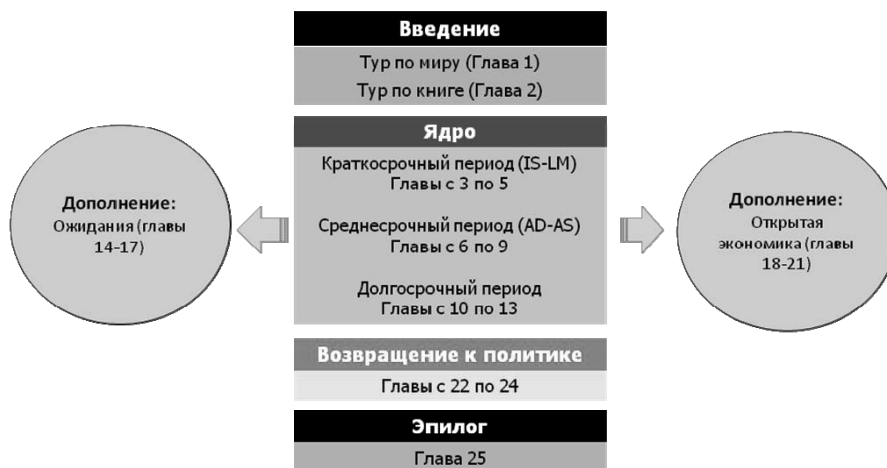 Введение
Тур по миру (Глава 1)
Тур по книге (Глава 2)
Ядро
Краткосрочный период (IS-LM)
Главы с 3 по 5
Среднесрочный период (AD-AS)
Главы с 6 по 9
Долгосрочный период
Главы с 10 по 13
Дополнение:
Ожидания (главы
14-17)
Дополнение:
Открытая
экономика (главы
18-21)
Возвращение к политике
Главы с 22 по 24
Эпилог
Глава 25